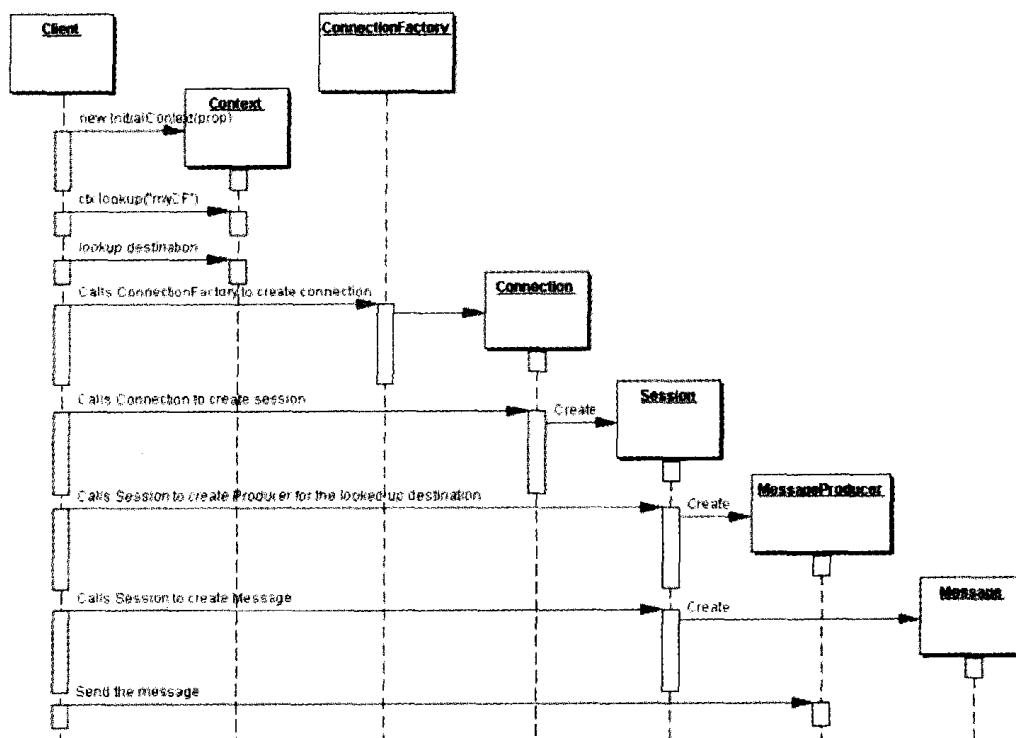 Client
ConnectionFactory
Context
new InitialContext(prop)
ctx lookup("myCF")
lookup destination
Calls ConnectionFactory to create connection
Connection
Calls Connection to create session
Create
Session
Calls Session to create Producer for the looked up destination
Create
MessageProducer
Calls Session to create Message
Create
Message
Send the message